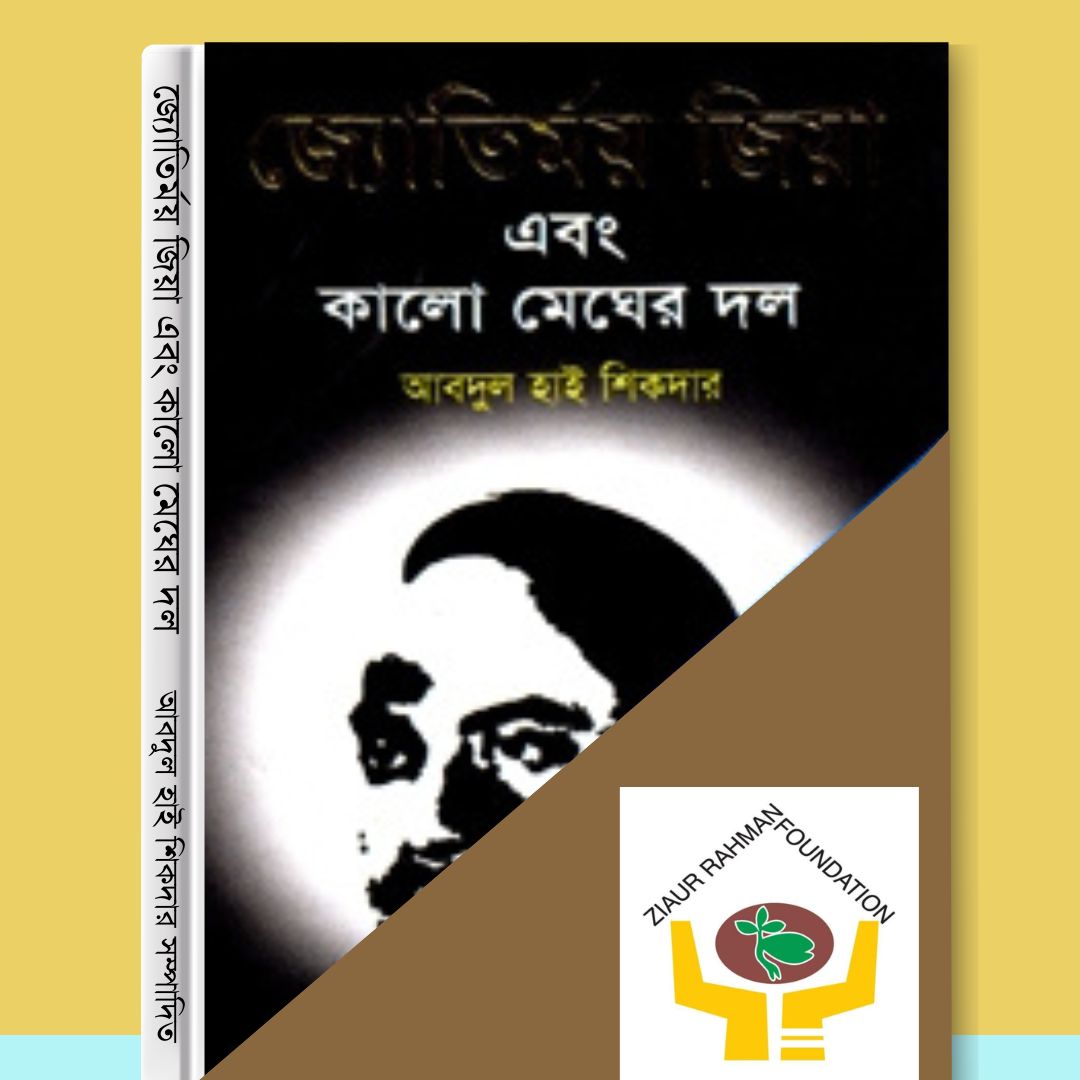 জ্যোতির্ময় জিয়া
এবং
কালো মেঘের দল
আবদুল হাই শিকদার
জ্যোতির্ময় জিয়া এবং কালো মেঘের দল আবদুল হাই শিকদার সম্পাদিত
ZIAUR RAHMAN FOUNDATION